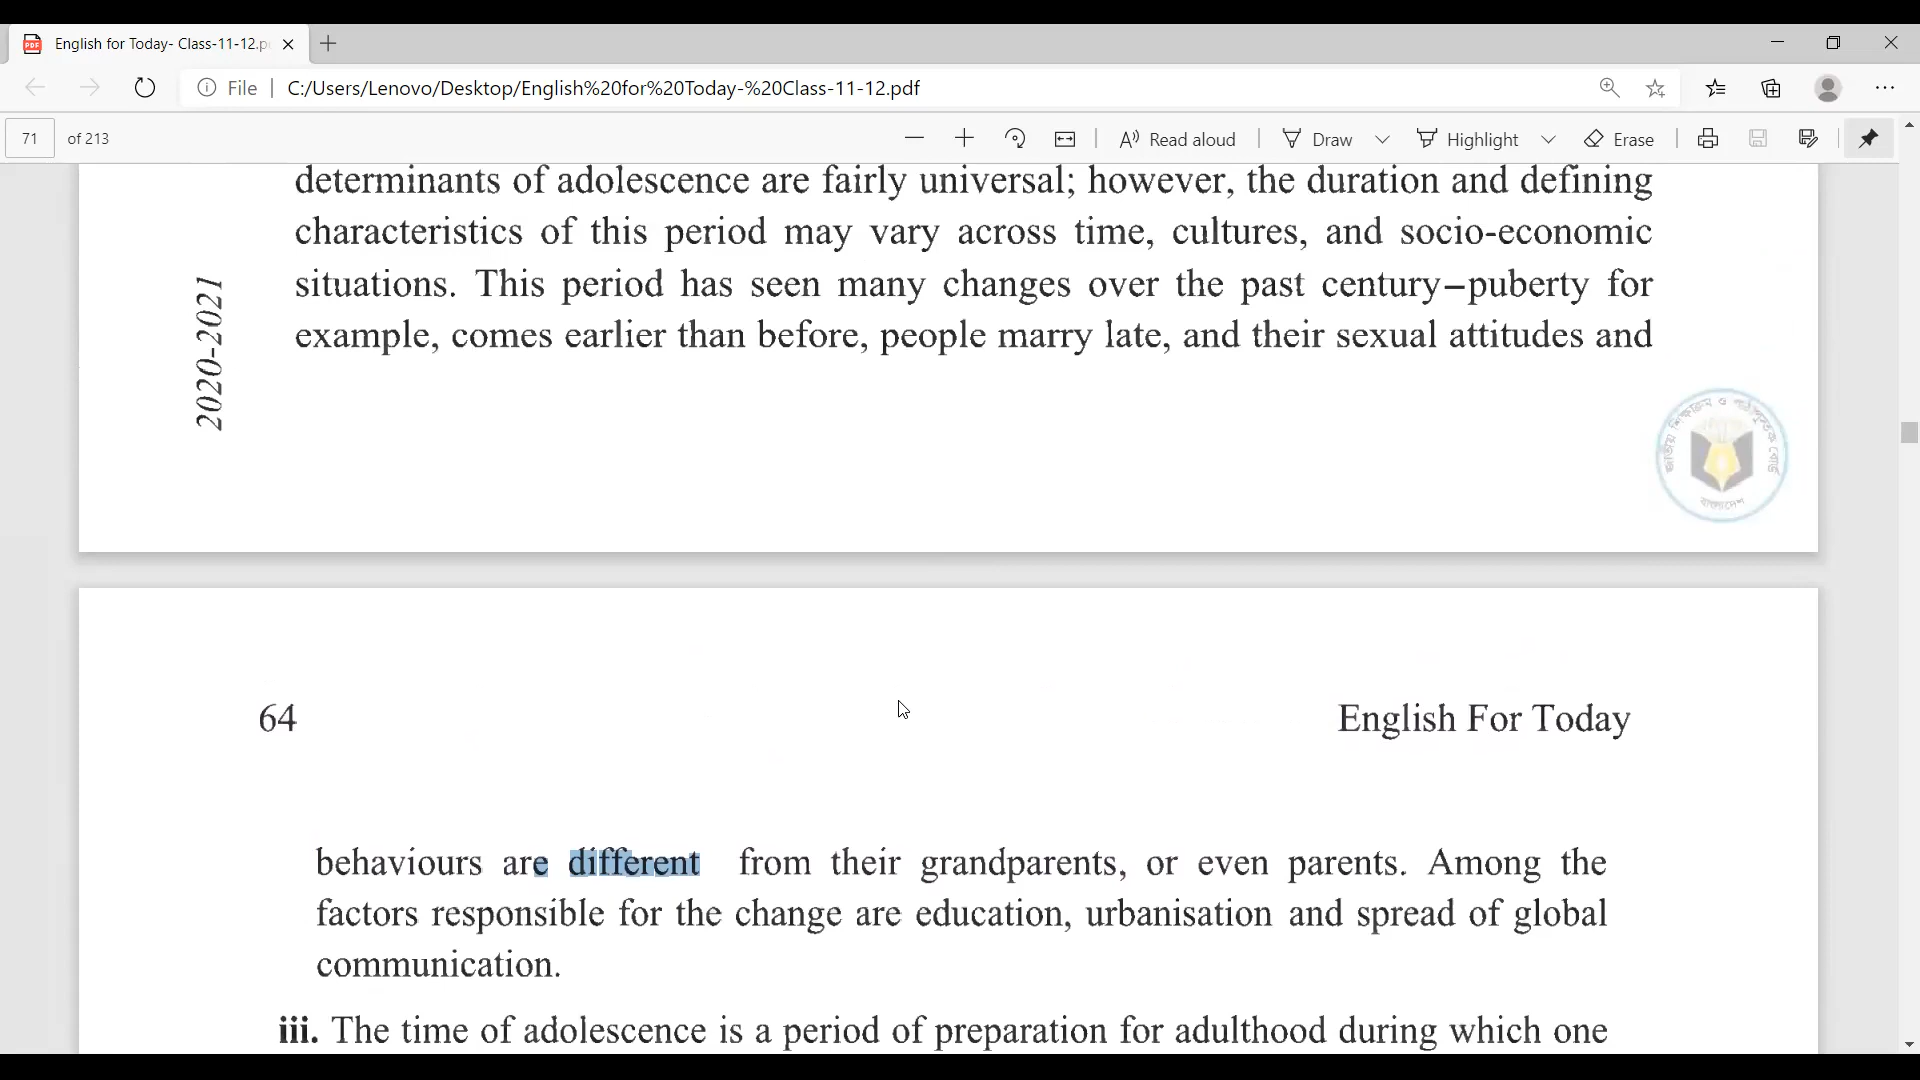 English for Today- Class-11-12.p
File
C:/Users/Lenovo/Desktop/English%20for%20Today-%20Class-11-12.pdf
71 of 213
Read aloud
Draw
Highlight
Erase
determinants of adolescence are fairly universal; however, the duration and defining
characteristics of this period may vary across time, cultures, and socio-economic
situations. This period has seen many changes over the past century–puberty for
example, comes earlier than before, people marry late, and their sexual attitudes and
2020-2021
জাতীয় শিক্ষাক্রম ও পাঠ্যপুস্তক বোর্ড
বাংলাদেশ
64
English For Today
behaviours are different from their grandparents, or even parents. Among the
factors responsible for the change are education, urbanisation and spread of global
communication.
iii. The time of adolescence is a period of preparation for adulthood during which one